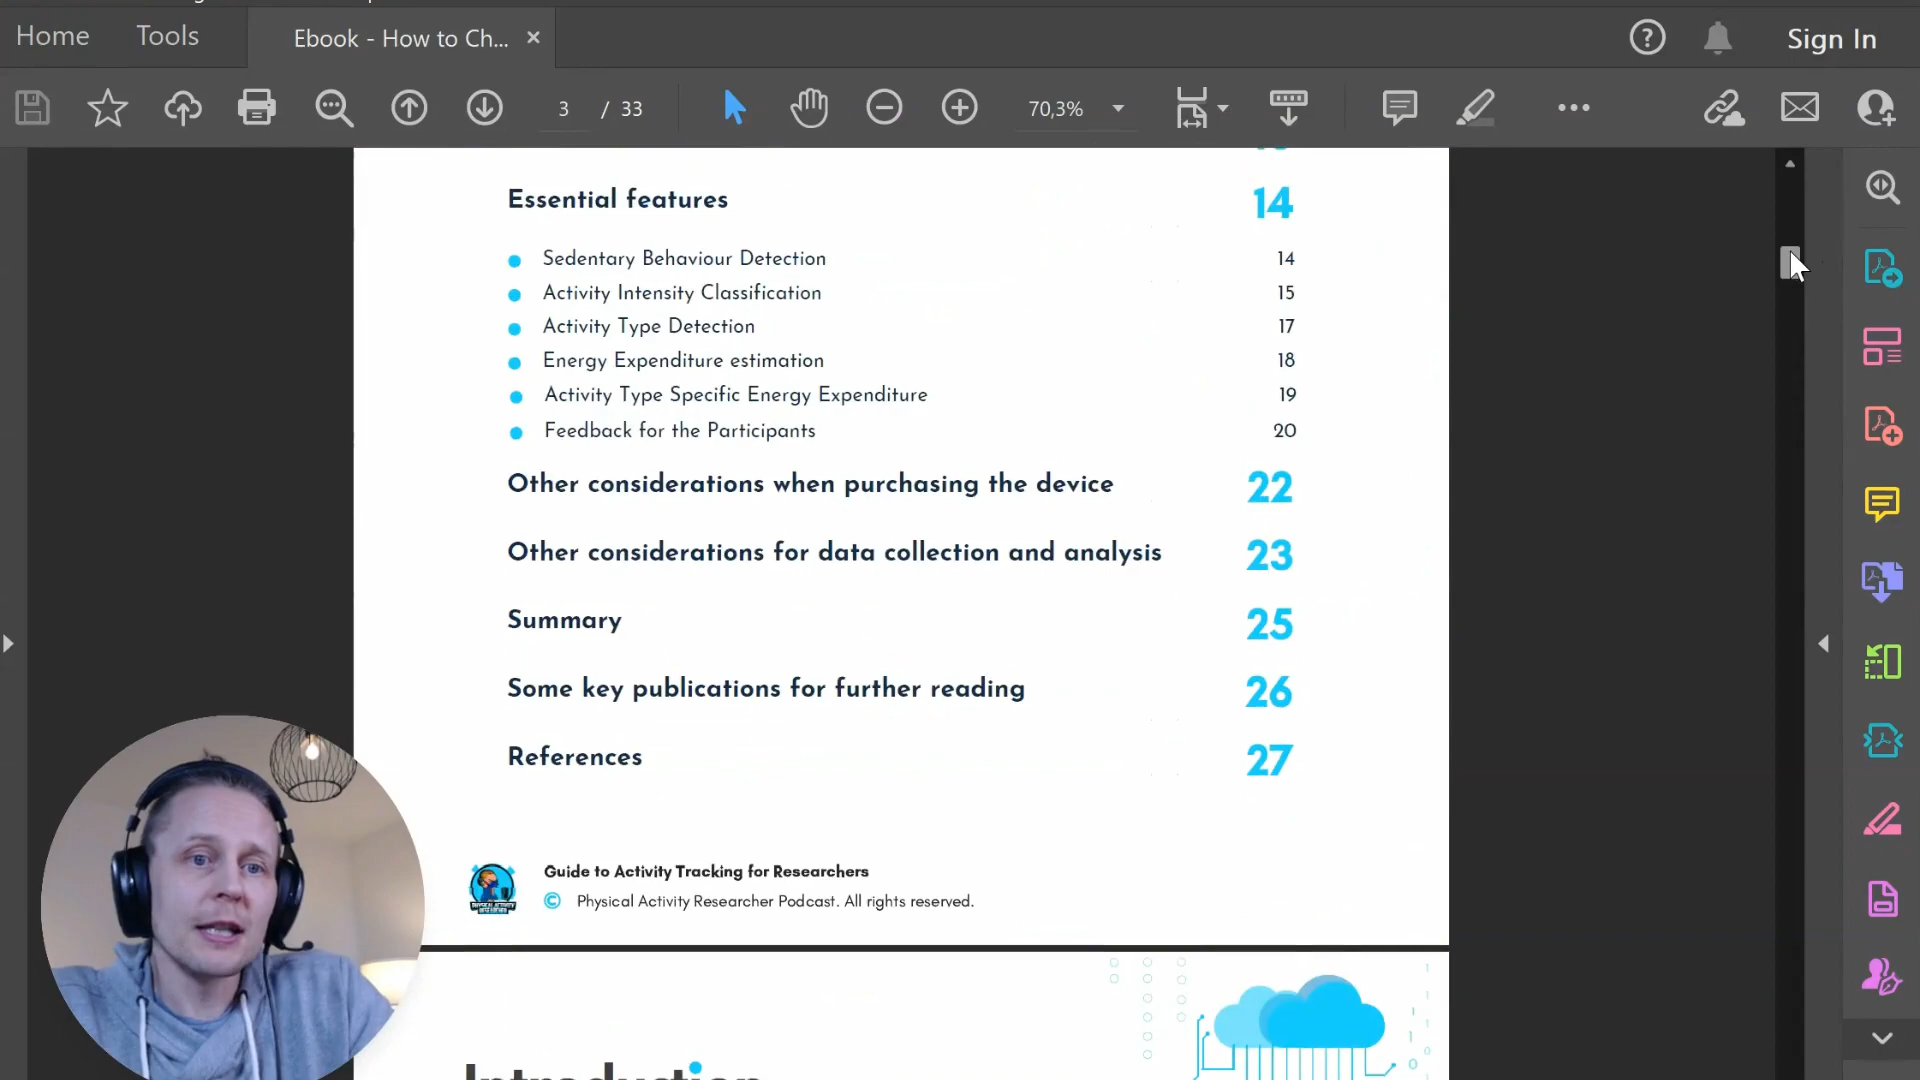 Home
Tools
Ebook - How to Ch...
Sign In
3 / 33
70,3%
Essential features 14
Sedentary Behaviour Detection 14
Activity Intensity Classification 15
Activity Type Detection 17
Energy Expenditure estimation 18
Activity Type Specific Energy Expenditure 19
Feedback for the Participants 20
Other considerations when purchasing the device 22
Other considerations for data collection and analysis 23
Summary 25
Some key publications for further reading 26
References 27
Guide to Activity Tracking for Researchers
© Physical Activity Researcher Podcast. All rights reserved.
PHYSICAL ACTIVITY
RESEARCHER
Introduction